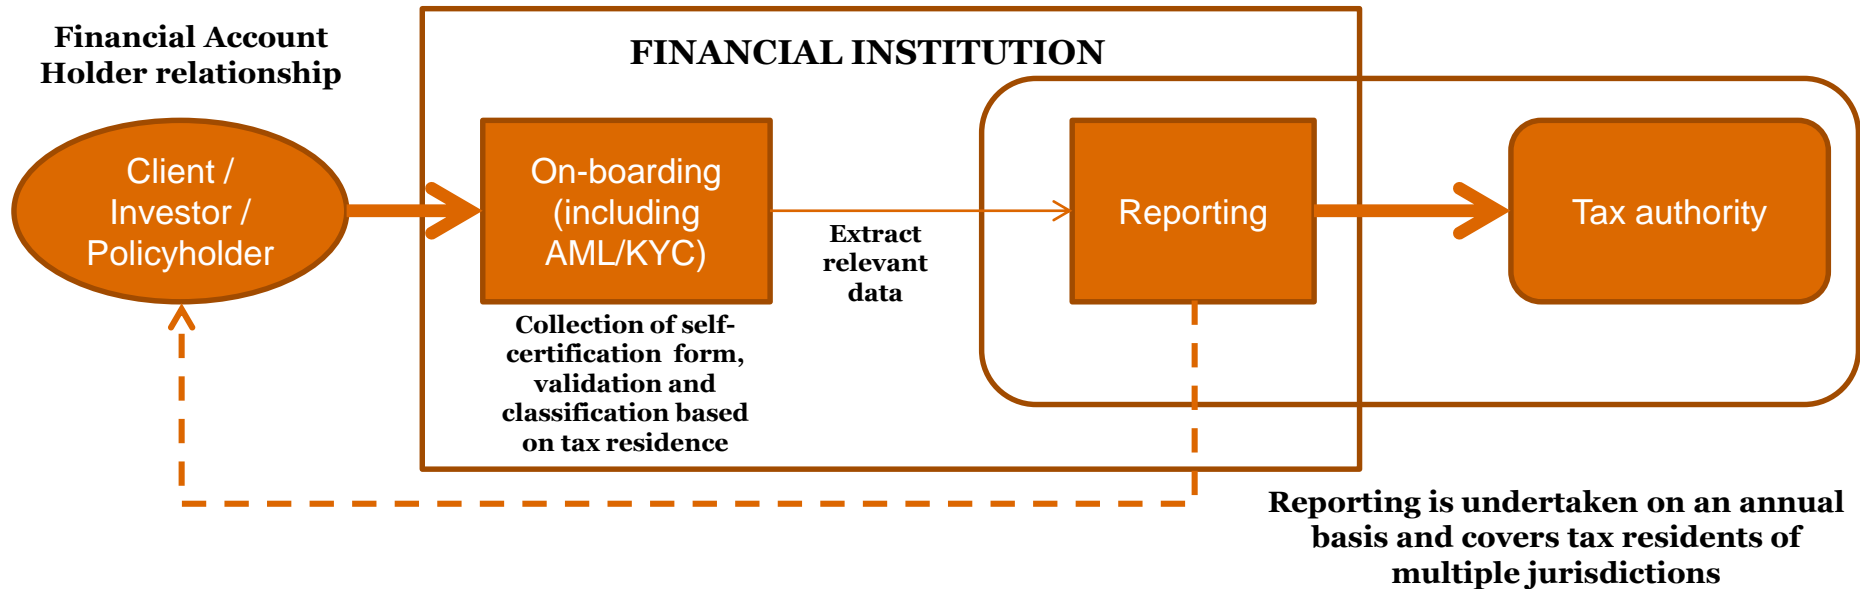 Financial Account
Holder relationship
FINANCIAL INSTITUTION
Client /
Investor /
Policyholder
On-boarding
(including
AML/KYC)
Extract
relevant
data
Reporting
Tax authority
Collection of self-
certification form,
validation and
classification based
on tax residence
Reporting is undertaken on an annual
basis and covers tax residents of
multiple jurisdictions